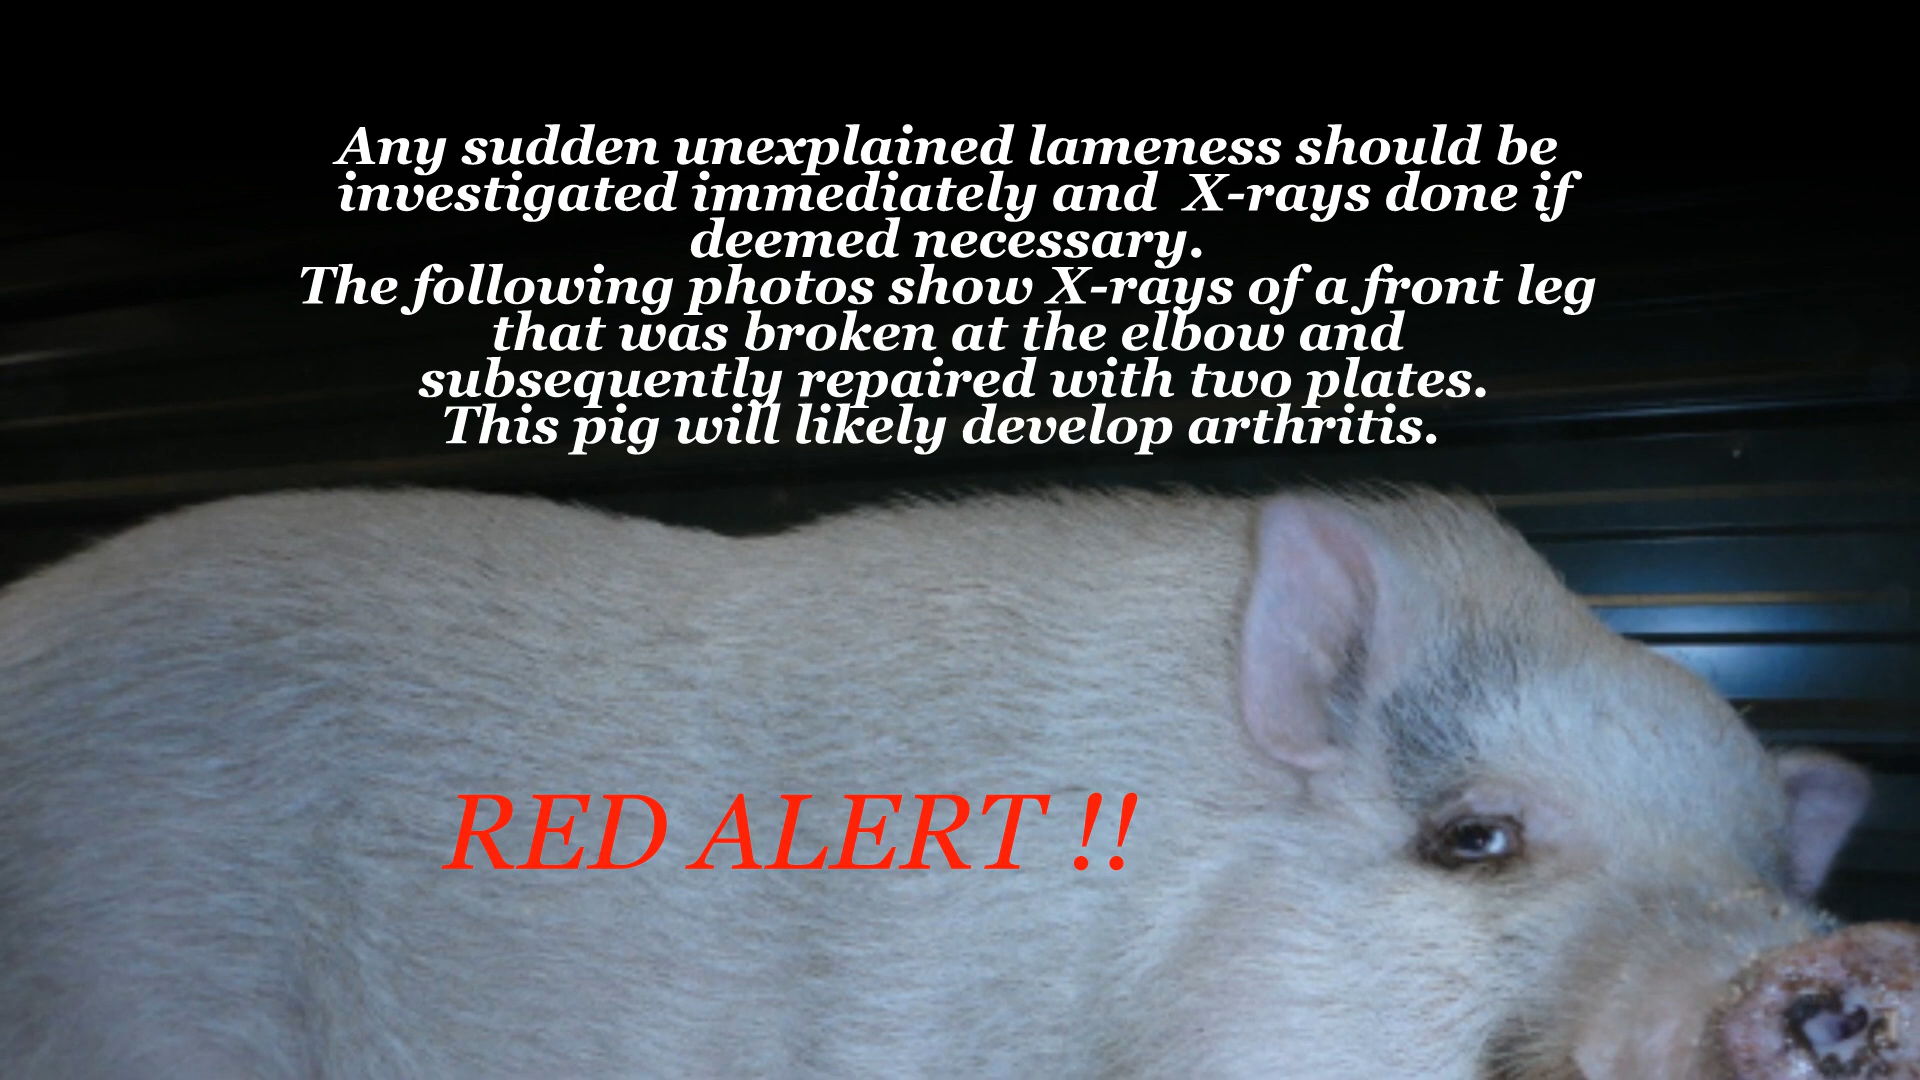 Any sudden unexplained lameness should be
investigated immediately and  X-rays done if
deemed necessary.
The following photos show X-rays of a front leg
that was broken at the elbow and
subsequently repaired with two plates.
This pig will likely develop arthritis.
RED ALERT !!